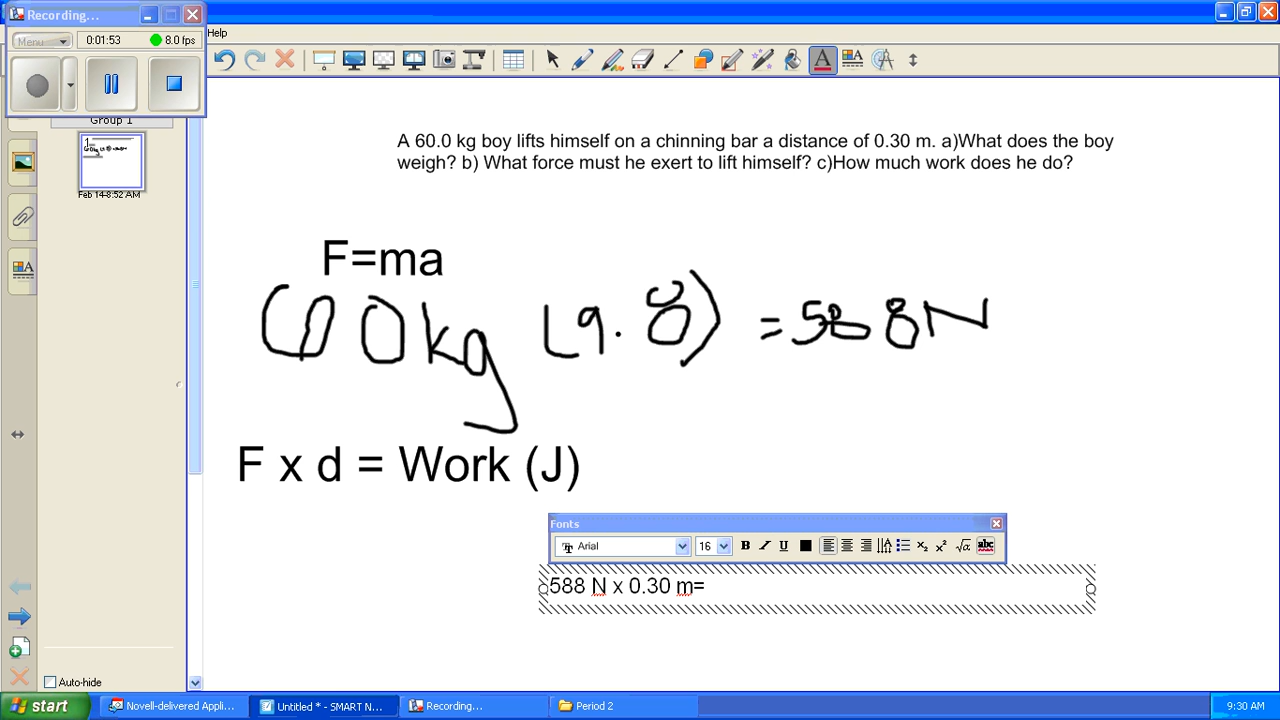 Recording...
Menu
0:01:53
8.0 fps
Help
Group 1
Feb 14-8:52 AM
A 60.0 kg boy lifts himself on a chinning bar a distance of 0.30 m. a)What does the boy
weigh? b) What force must he exert to lift himself? c)How much work does he do?
F=ma
60kg (9.8) =588N
F x d = Work (J)
Fonts
Arial
16
B I U
abc
588 N x 0.30 m=
Auto-hide
start
Novell-delivered Appli...
Untitled * - SMART N...
Recording...
Period 2
9:30 AM